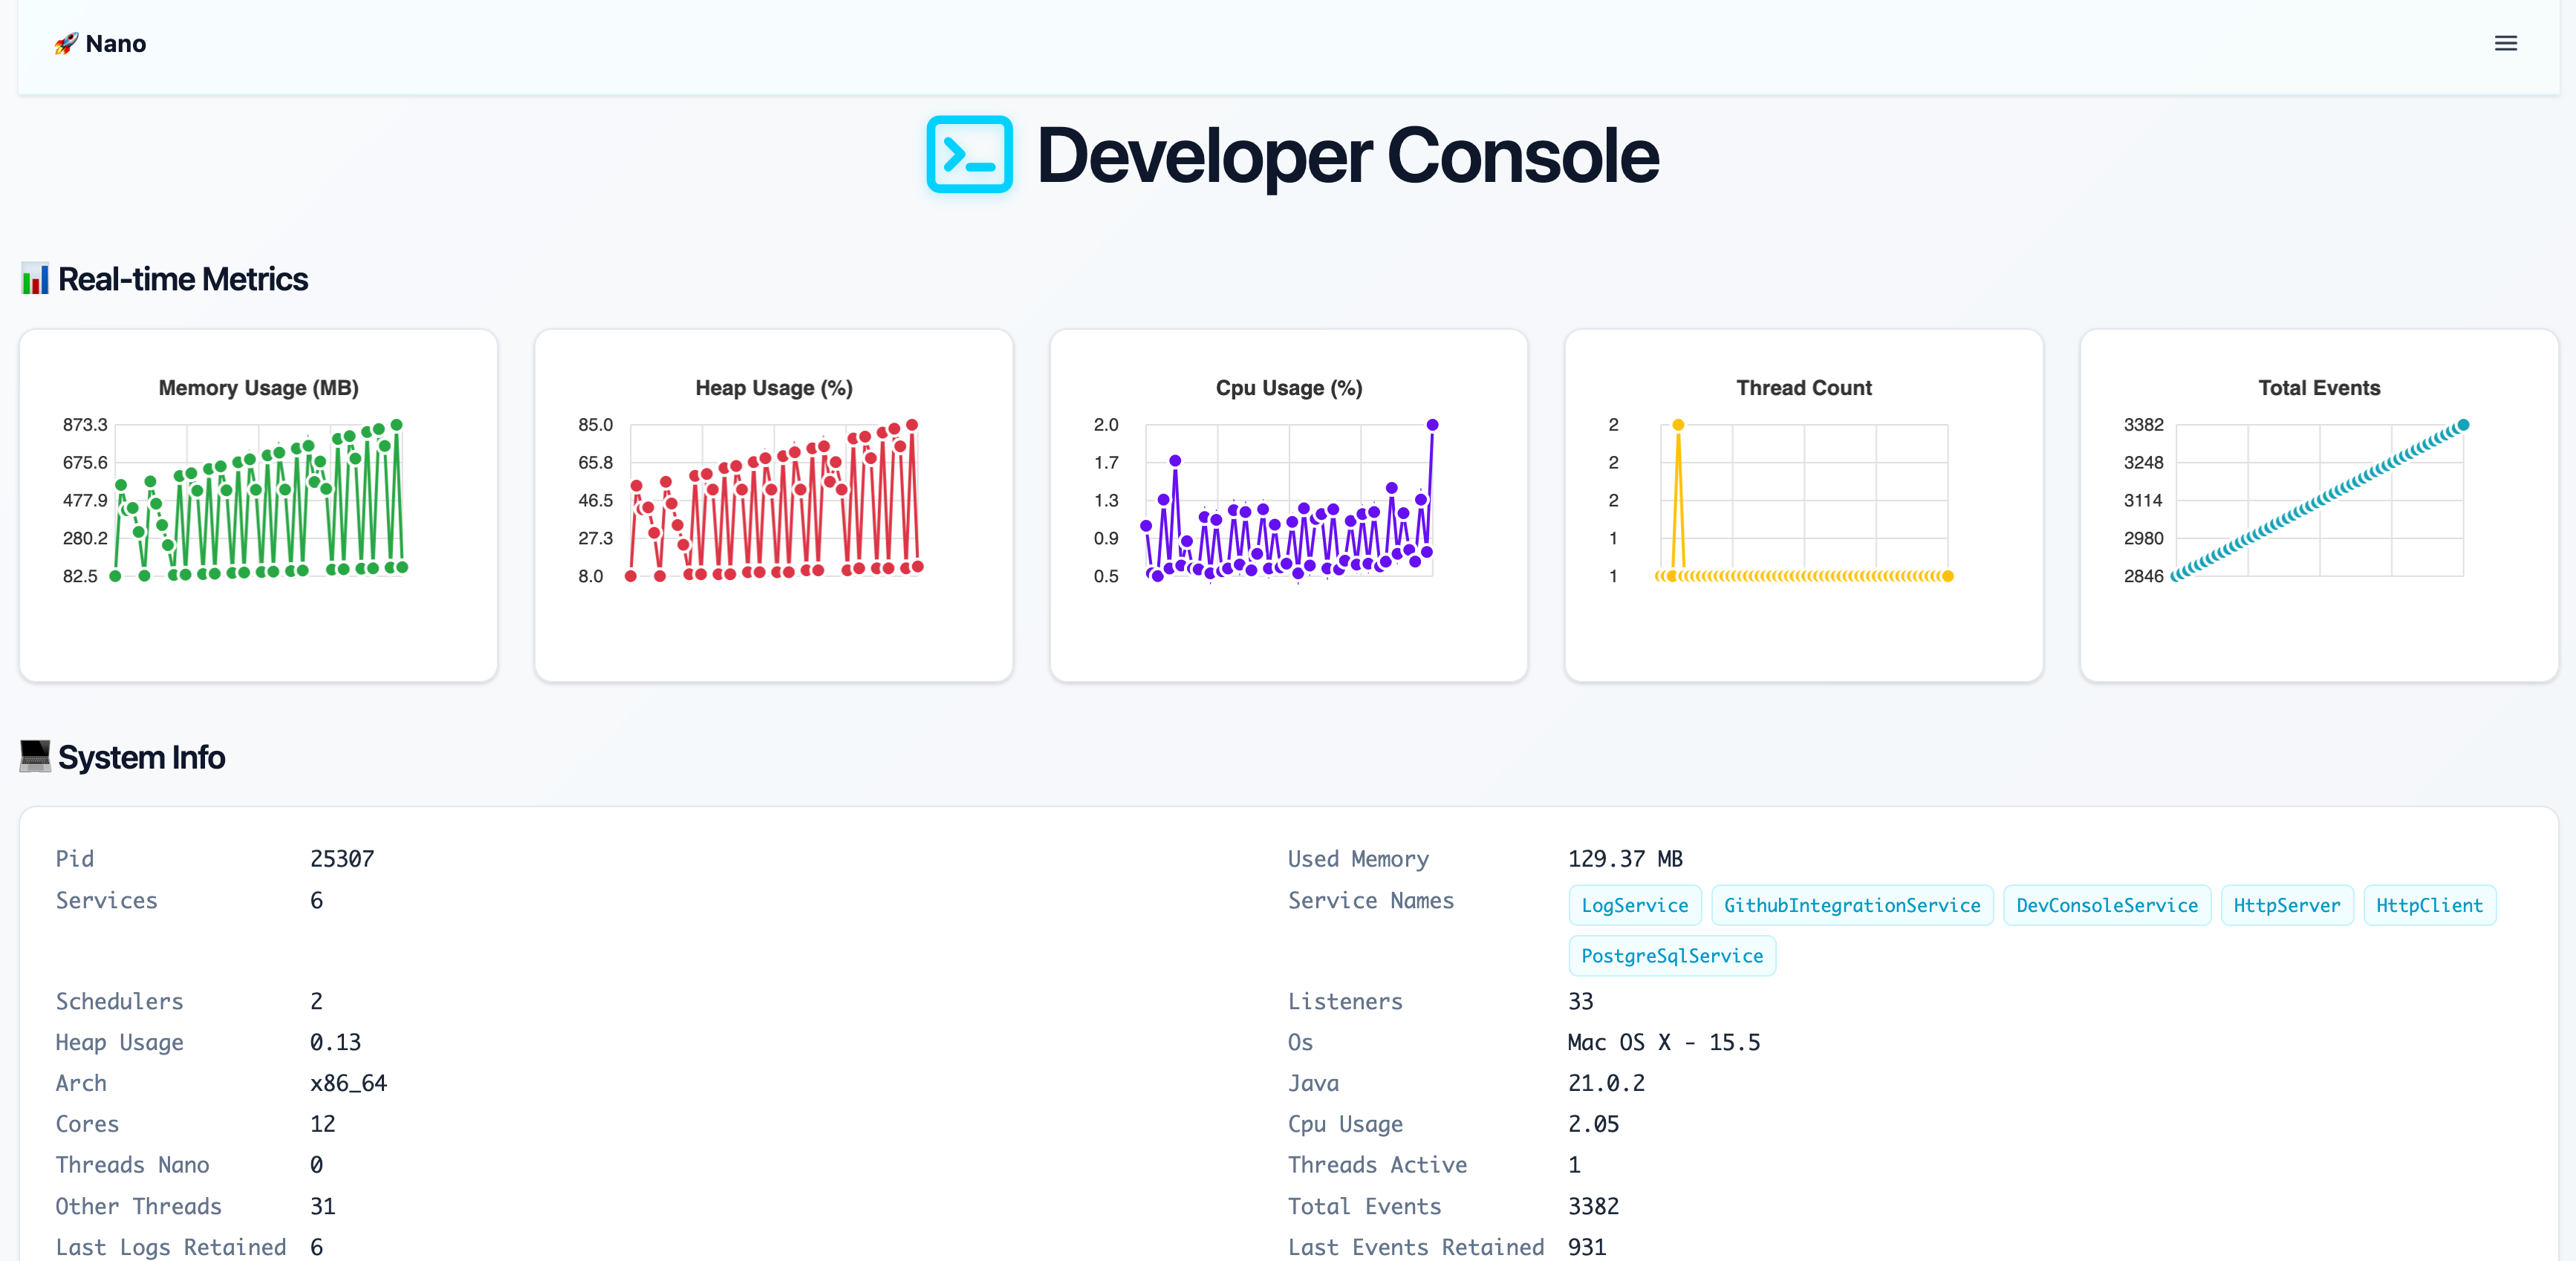 🚀 Nano
Developer Console
📊 Real-time Metrics
Memory Usage (MB)
873.3
675.6
477.9
280.2
82.5
Heap Usage (%)
85.0
65.8
46.5
27.3
8.0
Cpu Usage (%)
2.0
1.7
1.3
0.9
0.5
Thread Count
2
2
2
1
1
Total Events
3382
3248
3114
2980
2846
💻 System Info
Pid 25307 Used Memory 129.37 MB
Services 6 Service Names LogService GithubIntegrationService DevConsoleService HttpServer HttpClient
PostgreSqlService
Schedulers 2 Listeners 33
Heap Usage 0.13 Os Mac OS X - 15.5
Arch x86_64 Java 21.0.2
Cores 12 Cpu Usage 2.05
Threads Nano 0 Threads Active 1
Other Threads 31 Total Events 3382
Last Logs Retained 6 Last Events Retained 931